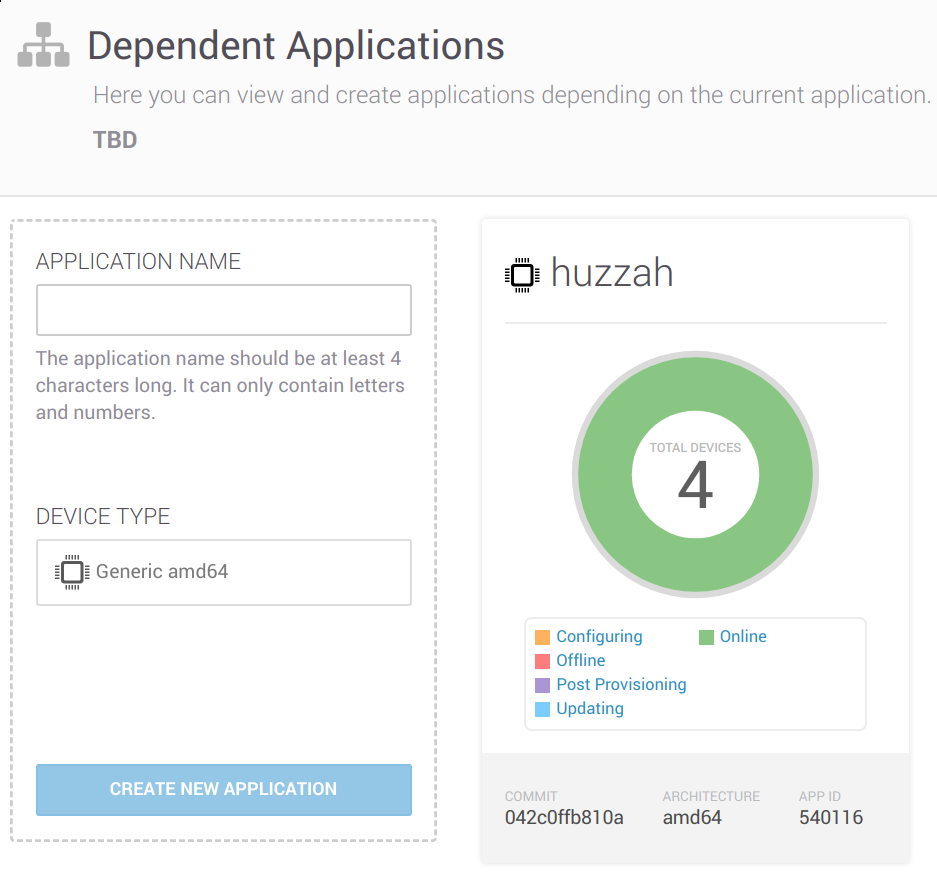 Dependent Applications
Here you can view and create applications depending on the current application.
TBD
APPLICATION NAME
The application name should be at least 4
characters long. It can only contain letters
and numbers.
DEVICE TYPE
Generic amd64
CREATE NEW APPLICATION
huzzah
TOTAL DEVICES
4
Configuring
Online
Offline
Post Provisioning
Updating
COMMIT
ARCHITECTURE
APP ID
042c0ffb810a
amd64
540116